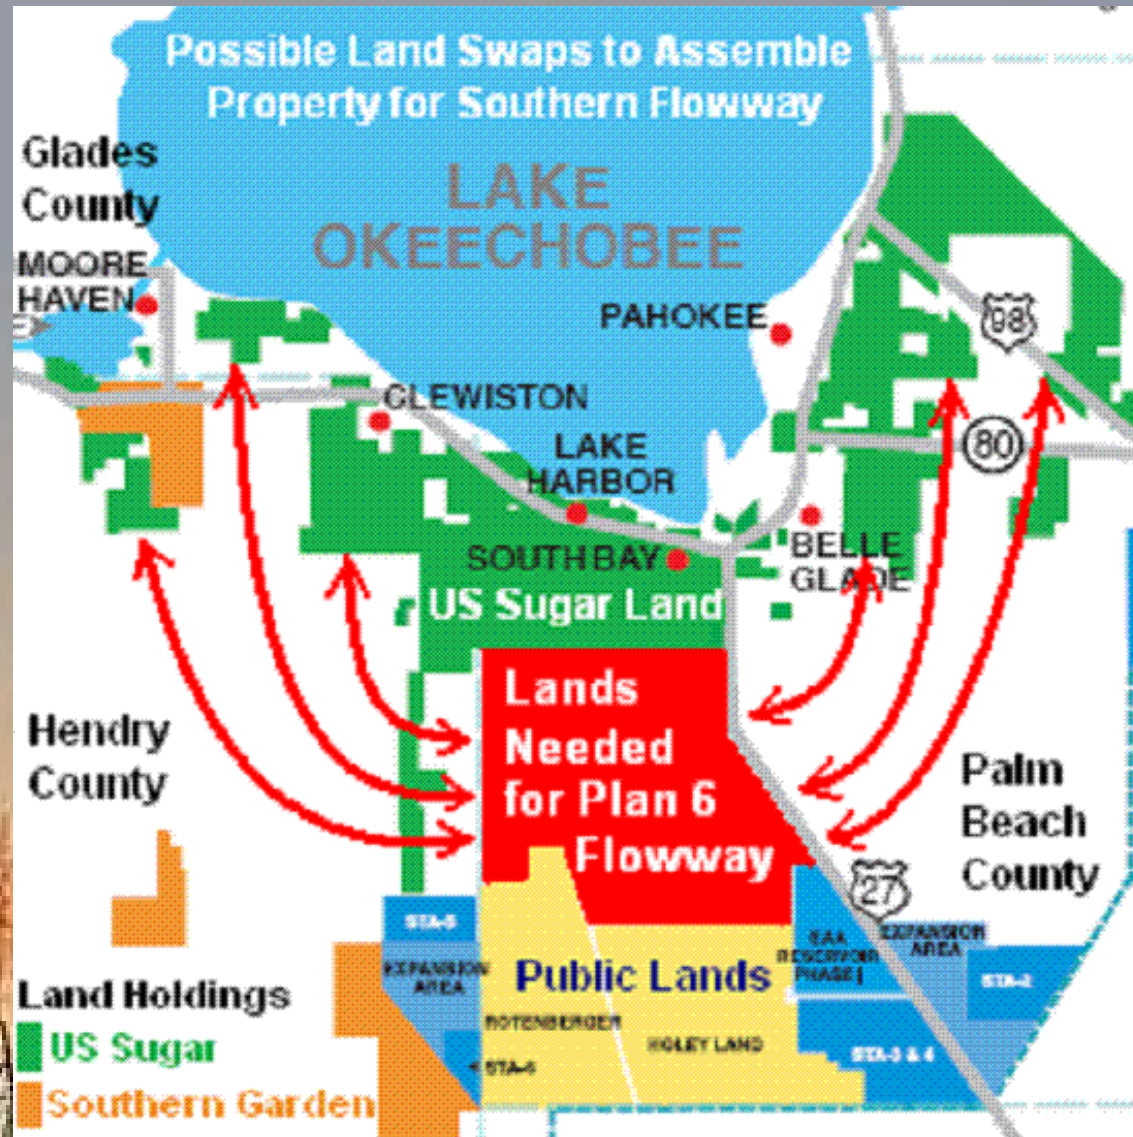 Possible Land Swaps to Assemble
Property for Southern Flowway
Glades
County
LAKE
OKEECHOBEE
MOORE
HAVEN
PAHOKEE
98
CLEWISTON
80
LAKE
HARBOR
SOUTH BAY
BELLE
GLADE
US Sugar Land
Lands
Needed
for Plan 6
Flowway
Hendry
County
Palm
Beach
County
27
STA-5
EXPANSION
AREA
EAA
RESERVOIR
PHASE I
EXPANSION
AREA
STA-2
Public Lands
ROTENBERGER
HOLEY LAND
STA-6
STA-3 & 4
Land Holdings
US Sugar
Southern Garden